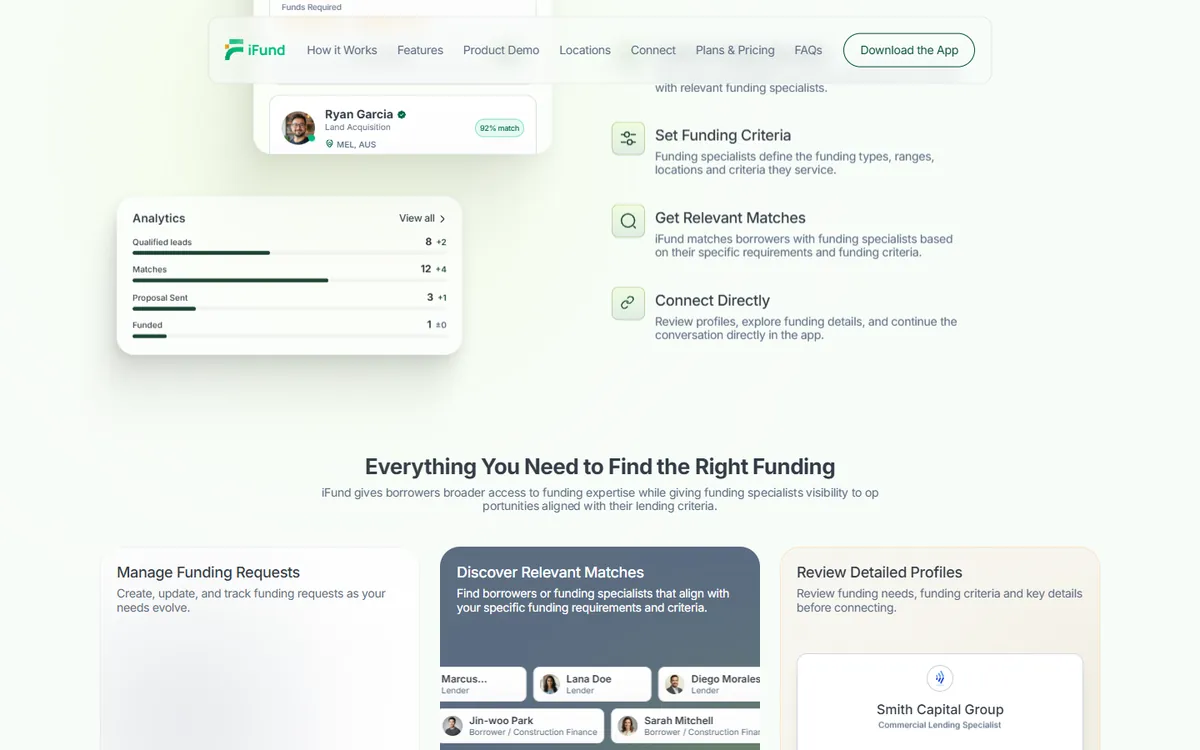 Funds Required
iFund
How it Works
Features
Product Demo
Locations
Connect
Plans & Pricing
FAQs
Download the App
with relevant funding specialists.
Ryan Garcia
Land Acquisition
MEL, AUS
92% match
Set Funding Criteria
Funding specialists define the funding types, ranges,
locations and criteria they service.
Get Relevant Matches
iFund matches borrowers with funding specialists based
on their specific requirements and funding criteria.
Connect Directly
Review profiles, explore funding details, and continue the
conversation directly in the app.
Analytics
View all
Qualified leads
8 +2
Matches
12 +4
Proposal Sent
3 +1
Funded
1 ±0
Everything You Need to Find the Right Funding
iFund gives borrowers broader access to funding expertise while giving funding specialists visibility to op
portunities aligned with their lending criteria.
Manage Funding Requests
Create, update, and track funding requests as your
needs evolve.
Discover Relevant Matches
Find borrowers or funding specialists that align with
your specific funding requirements and criteria.
Marcus...
Lender
Lana Doe
Lender
Diego Morales
Lender
Jin-woo Park
Borrower / Construction Finance
Sarah Mitchell
Borrower / Construction Finan
Review Detailed Profiles
Review funding needs, funding criteria and key details
before connecting.
Smith Capital Group
Commercial Lending Specialist